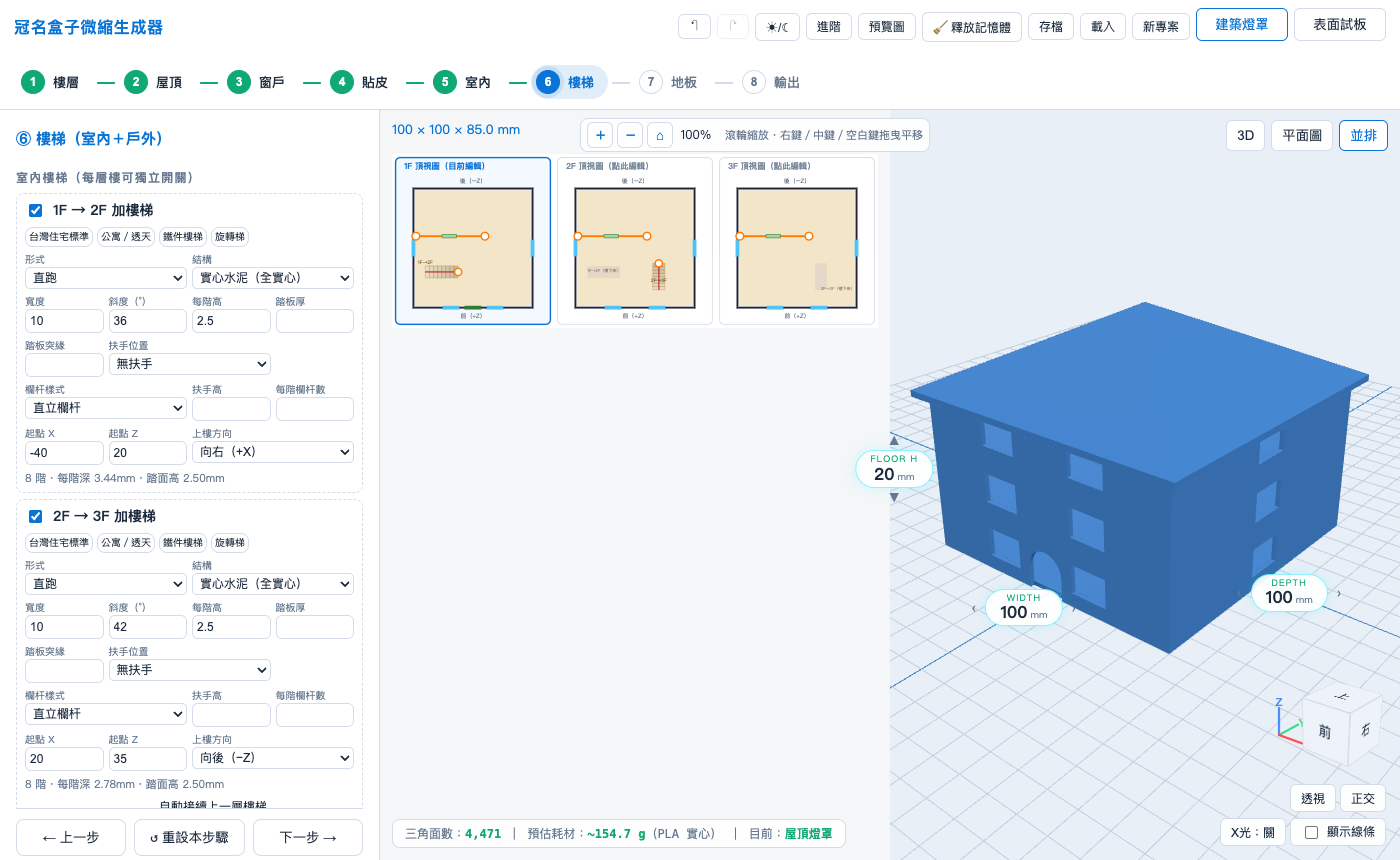 冠名盒子微縮生成器
☀/☾ 進階 預覽圖 🧹 釋放記憶體 存檔 載入 新專案 建築燈罩 表面試板
1 樓層 2 屋頂 3 窗戶 4 貼皮 5 室內 6 樓梯 7 地板 8 輸出
⑥ 樓梯（室內＋戶外）
室內樓梯（每層樓可獨立開關）
1F → 2F 加樓梯
台灣住宅標準 公寓 / 透天 鐵件樓梯 旋轉梯
形式 結構
直跑 實心水泥（全實心）
寬度 斜度 (°) 每階高 踏板厚
10 36 2.5
踏板突緣 扶手位置
無扶手
欄杆樣式 扶手高 每階欄杆數
直立欄杆
起點 X 起點 Z 上樓方向
-40 20 向右（+X）
8 階 · 每階深 3.44mm · 踏面高 2.50mm
2F → 3F 加樓梯
台灣住宅標準 公寓 / 透天 鐵件樓梯 旋轉梯
形式 結構
直跑 實心水泥（全實心）
寬度 斜度 (°) 每階高 踏板厚
10 42 2.5
踏板突緣 扶手位置
無扶手
欄杆樣式 扶手高 每階欄杆數
直立欄杆
起點 X 起點 Z 上樓方向
20 35 向後（−Z）
8 階 · 每階深 2.78mm · 踏面高 2.50mm
自動接續上一層樓梯
← 上一步 ↺ 重設本步驟 下一步 →
100 × 100 × 85.0 mm
+ − ⌂ 100% 滾輪縮放 · 右鍵 / 中鍵 / 空白鍵拖曳平移
3D 平面圖 並排
1F 頂視圖（目前編輯） 2F 頂視圖（點此編輯） 3F 頂視圖（點此編輯）
後（−Z） 後（−Z） 後（−Z）
1F→2F
前（+Z） 前（+Z） 前（+Z）
FLOOR H
20 mm
WIDTH
100 mm
DEPTH
100 mm
Z
前 右 上
透視 正交
X光：關 顯示線條
三角面數：4,471 | 預估耗材：~154.7 g (PLA 實心) | 目前：屋頂燈罩